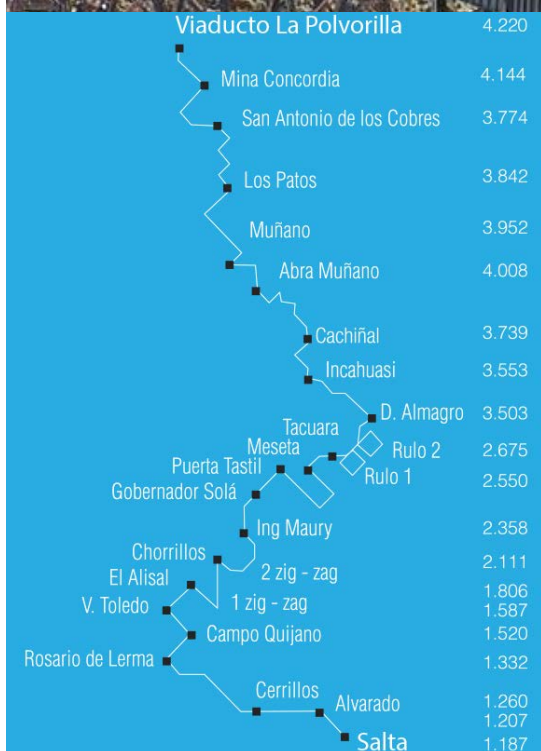 Viaducto La Polvorilla 4.220
Mina Concordia 4.144
San Antonio de los Cobres 3.774
Los Patos 3.842
Muñano 3.952
Abra Muñano 4.008
Cachiñal 3.739
Incahuasi 3.553
D. Almagro 3.503
Tacuara
Meseta Rulo 2 2.675
Puerta Tastil Rulo 1 2.550
Gobernador Solá
Ing Maury 2.358
Chorrillos 2.111
2 zig - zag
El Alisal 1.806
V. Toledo 1 zig - zag 1.587
Campo Quijano 1.520
Rosario de Lerma 1.332
Cerrillos 1.260
Alvarado 1.207
Salta 1.187